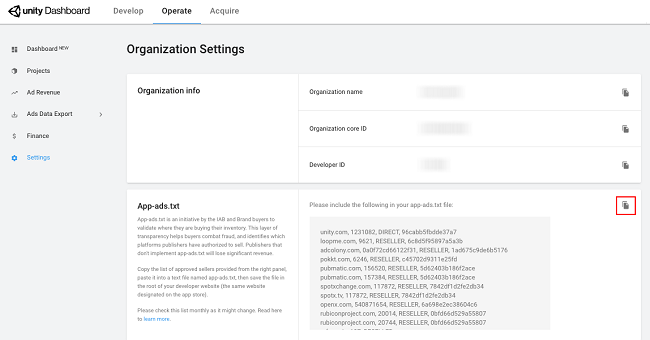 unity Dashboard
Develop
Operate
Acquire
Dashboard NEW
Projects
Ad Revenue
Ads Data Export
Finance
Settings
Organization Settings
Organization info
Organization name
Organization core ID
Developer ID
App-ads.txt
App-ads.txt is an initiative by the IAB and Brand buyers to
validate where they are buying their inventory. This layer of
transparency helps buyers combat fraud, and identifies which
platforms publishers have authorized to sell. Publishers that
don't implement app-ads.txt will lose significant revenue.
Copy the list of approved sellers provided from the right panel,
paste it into a text file named app-ads.txt, then save the file in
the root of your developer website (the same website
designated on the app store).
Please check this list monthly as it might change. Read here
to learn more.
Please include the following in your app-ads.txt file:
unity.com, 1231082, DIRECT, 96cabb5fbdde37a7
loopme.com, 9621, RESELLER, 6c8d5f95897a5a3b
adcolony.com, 0a0f72cd66122f31, RESELLER, 1ad675c9de6b5176
pokkt.com, 6246, RESELLER, c45702d9311e25fd
pubmatic.com, 156520, RESELLER, 5d62403b186f2ace
pubmatic.com, 157384, RESELLER, 5d62403b186f2ace
spotxchange.com, 117872, RESELLER, 7842df1d2fe2db34
spotx.tv, 117872, RESELLER, 7842df1d2fe2db34
openx.com, 540871654, RESELLER, 6a698e2ec38604c6
rubiconproject.com, 20014, RESELLER, 0bfd66d529a55807
rubiconproject.com, 20744, RESELLER, 0bfd66d529a55807